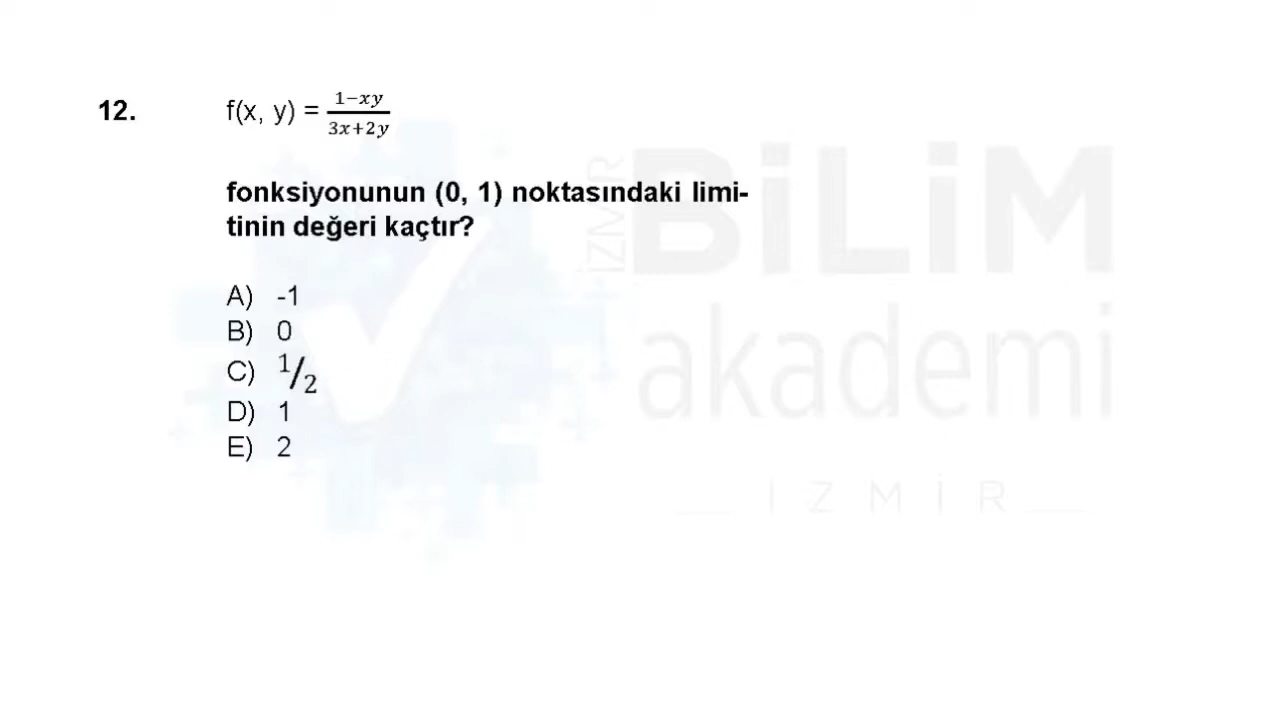 12. f(x, y) = 1−xy / 3x+2y
fonksiyonunun (0, 1) noktasındaki limi-
tinin değeri kaçtır?
A) -1
B) 0
C) 1/2
D) 1
E) 2
İZMİR BİLİM
akademi
İZMİR